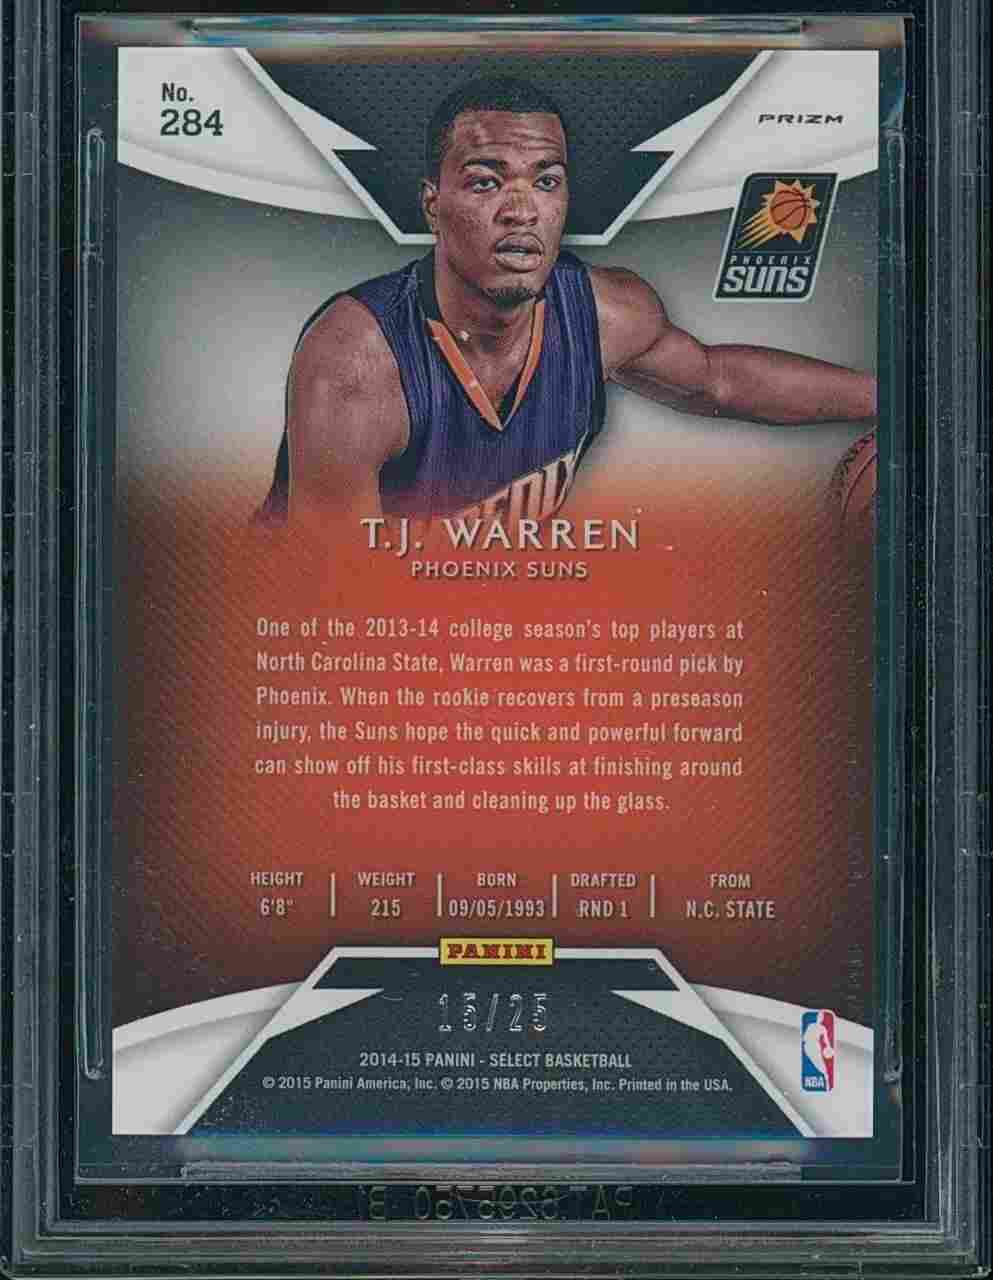 No.
284
PRIZM
PHOENIX
SUNS
T.J. WARREN
PHOENIX SUNS
One of the 2013-14 college season's top players at
North Carolina State, Warren was a first-round pick by
Phoenix. When the rookie recovers from a preseason
injury, the Suns hope the quick and powerful forward
can show off his first-class skills at finishing around
the basket and cleaning up the glass.
HEIGHT WEIGHT BORN DRAFTED FROM
6'8" 215 09/05/1993 RND 1 N.C. STATE
PANINI
15/25
2014-15 PANINI - SELECT BASKETBALL
© 2015 Panini America, Inc. © 2015 NBA Properties, Inc. Printed in the USA.
NBA